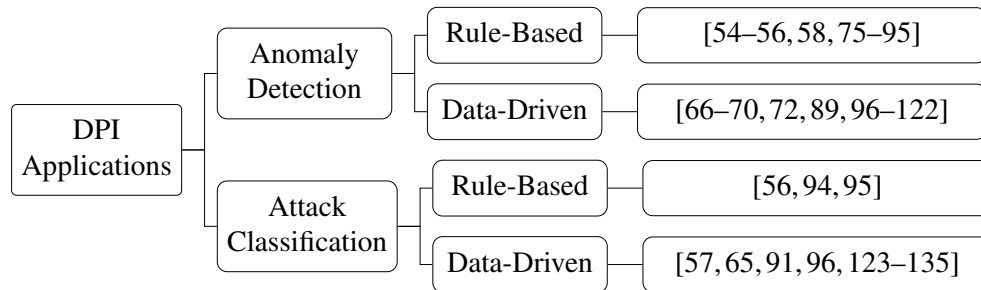 DPI
Applications
Anomaly
Detection
Rule-Based
[54–56, 58, 75–95]
Data-Driven
[66–70, 72, 89, 96–122]
Attack
Classification
Rule-Based
[56, 94, 95]
Data-Driven
[57, 65, 91, 96, 123–135]